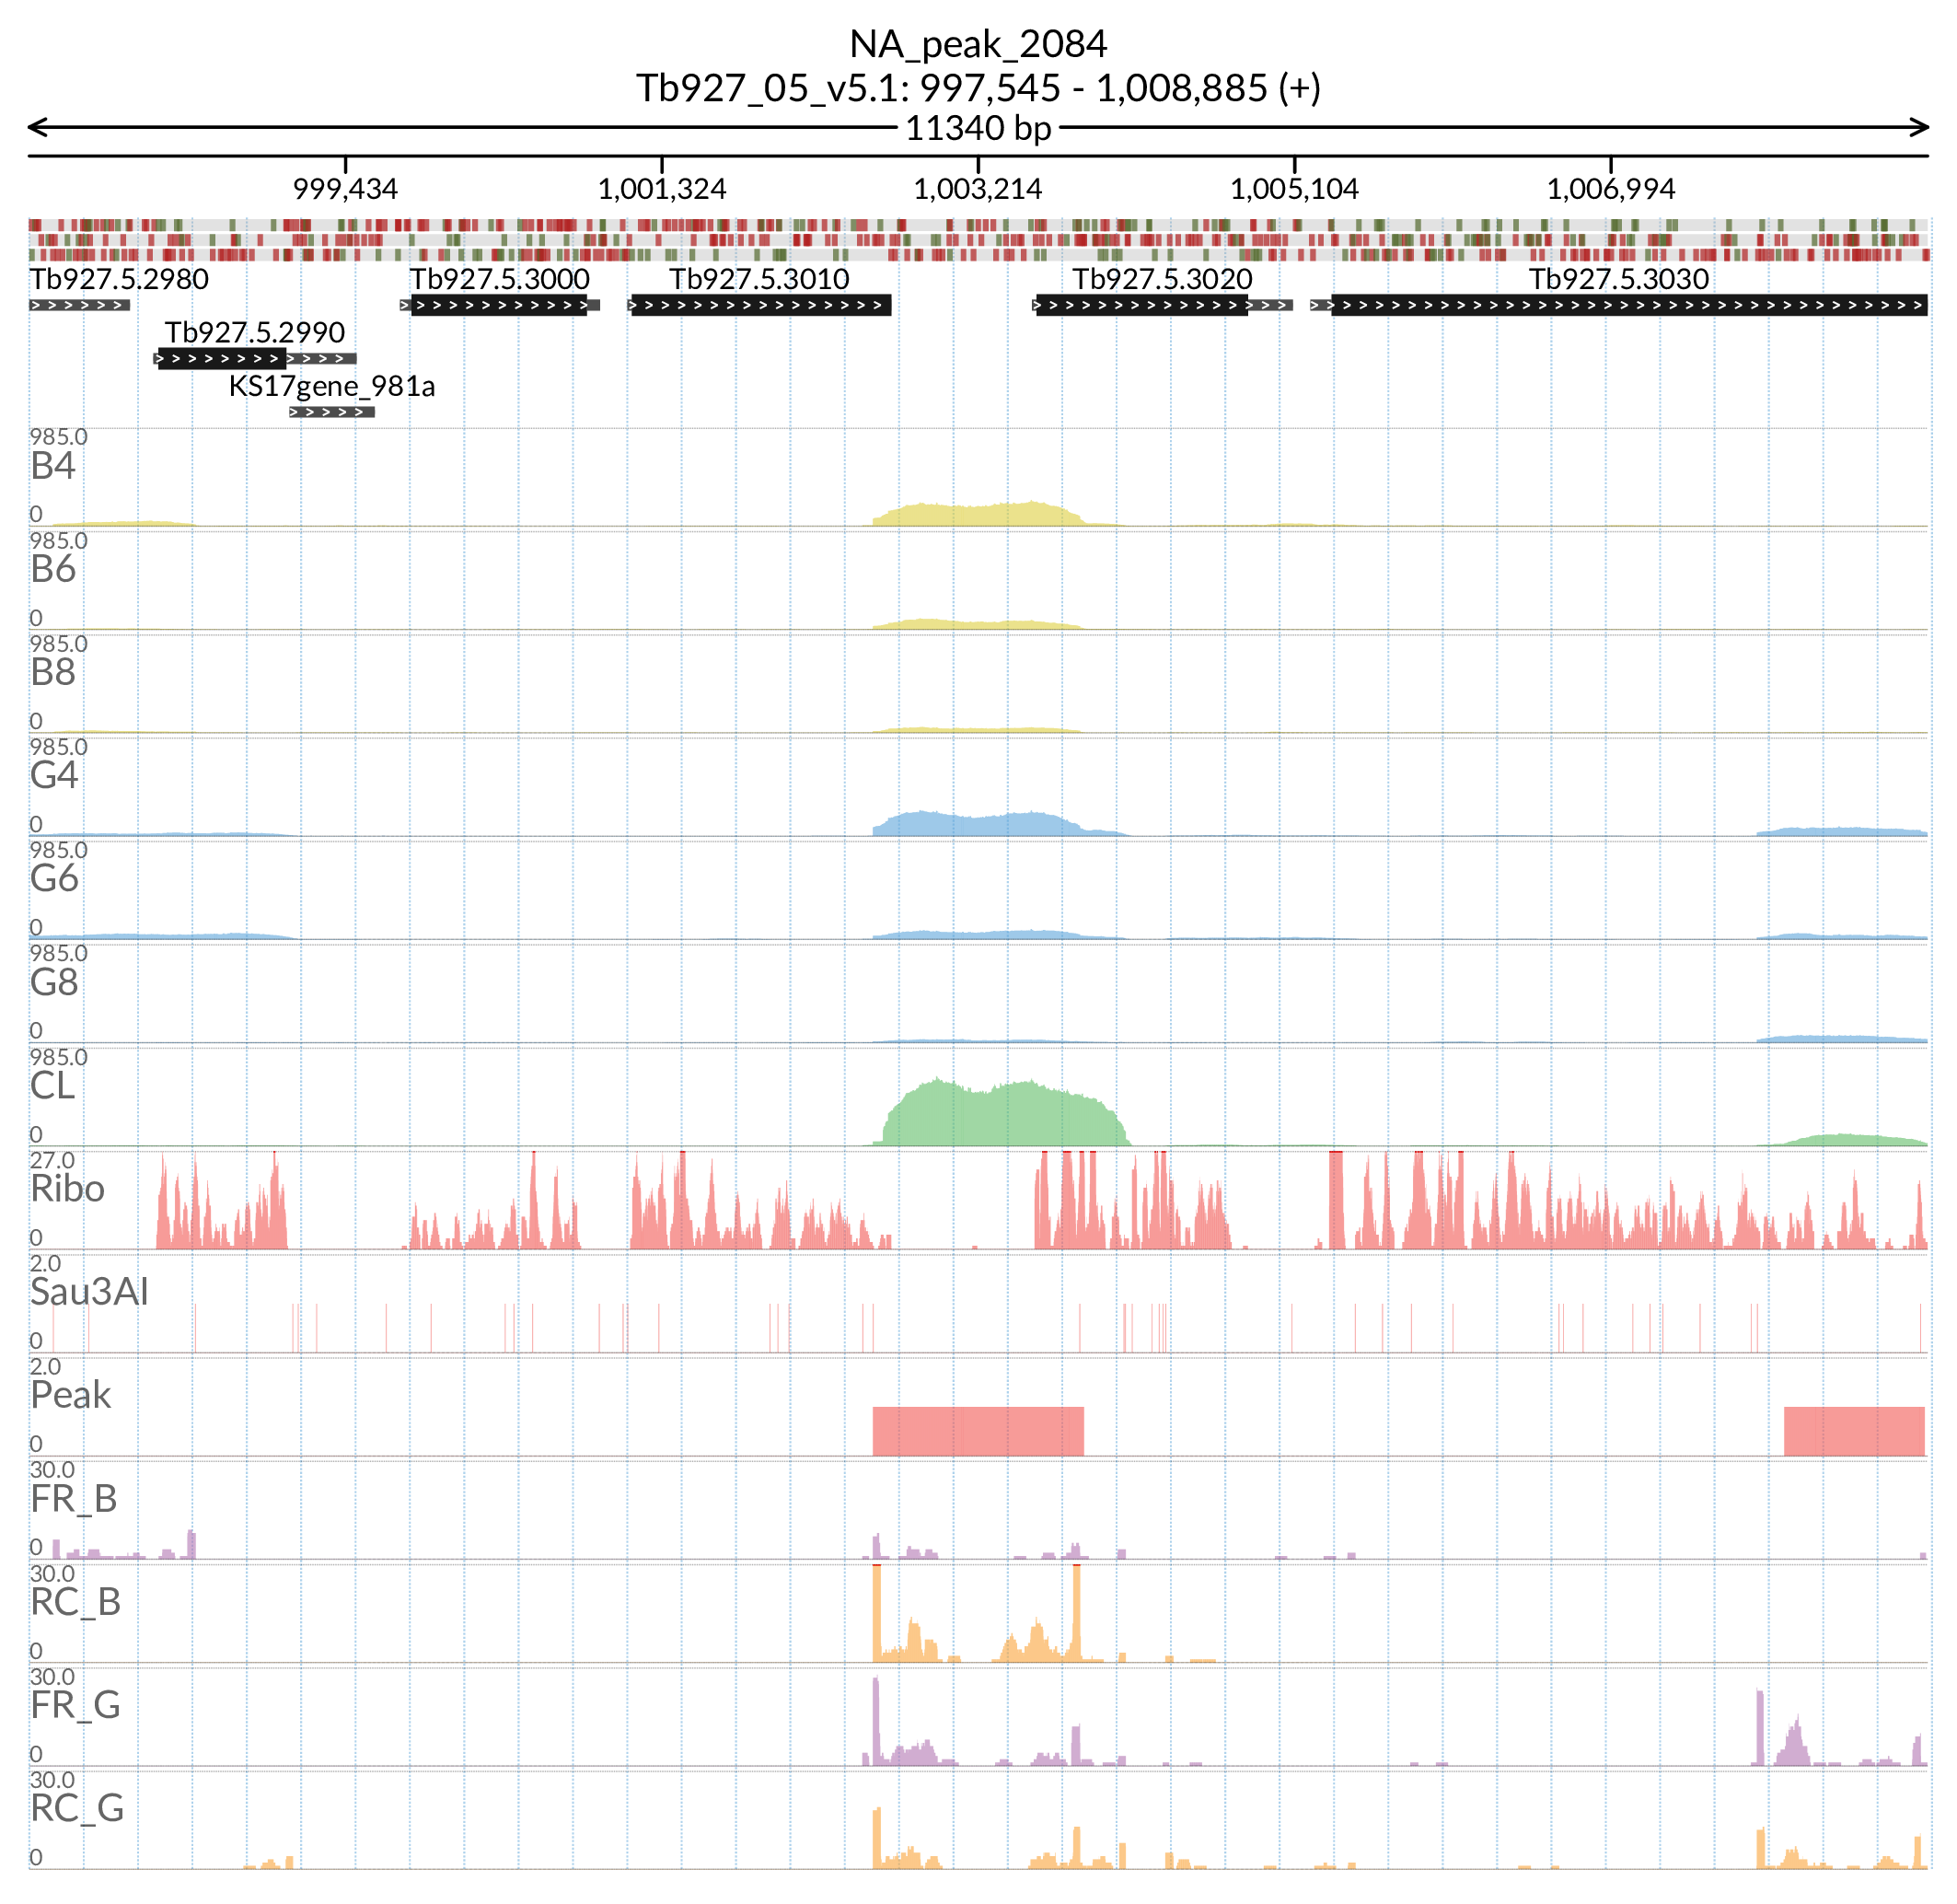 NA_peak_2084
Tb927_05_v5.1: 997,545 - 1,008,885 (+)
11340 bp
999,434 1,001,324 1,003,214 1,005,104 1,006,994
Tb927.5.2980 Tb927.5.3000 Tb927.5.3010 Tb927.5.3020 Tb927.5.3030
Tb927.5.2990
KS17gene_981a
985.0
B4
0
985.0
B6
0
985.0
B8
0
985.0
G4
0
985.0
G6
0
985.0
G8
0
985.0
CL
0
27.0
Ribo
0
2.0
Sau3AI
0
2.0
Peak
0
30.0
FR_B
0
30.0
RC_B
0
30.0
FR_G
0
30.0
RC_G
0